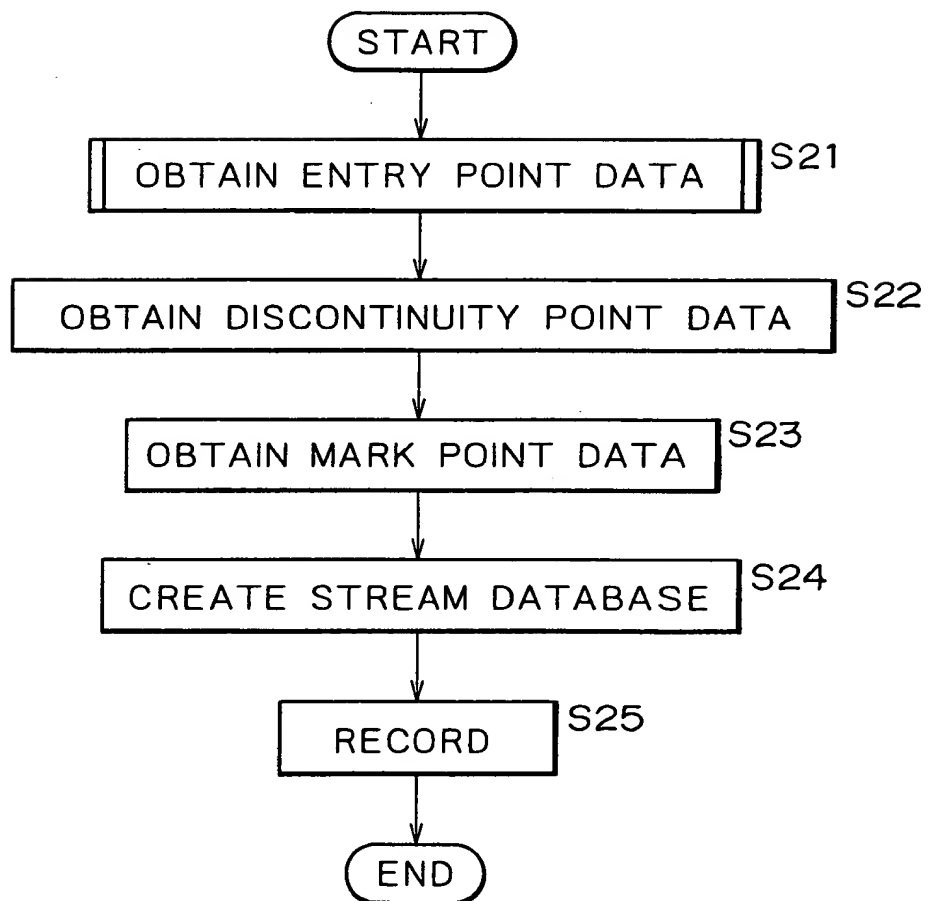 START
OBTAIN ENTRY POINT DATA
S21
OBTAIN DISCONTINUITY POINT DATA
S22
OBTAIN MARK POINT DATA
S23
CREATE STREAM DATABASE
S24
RECORD
S25
END